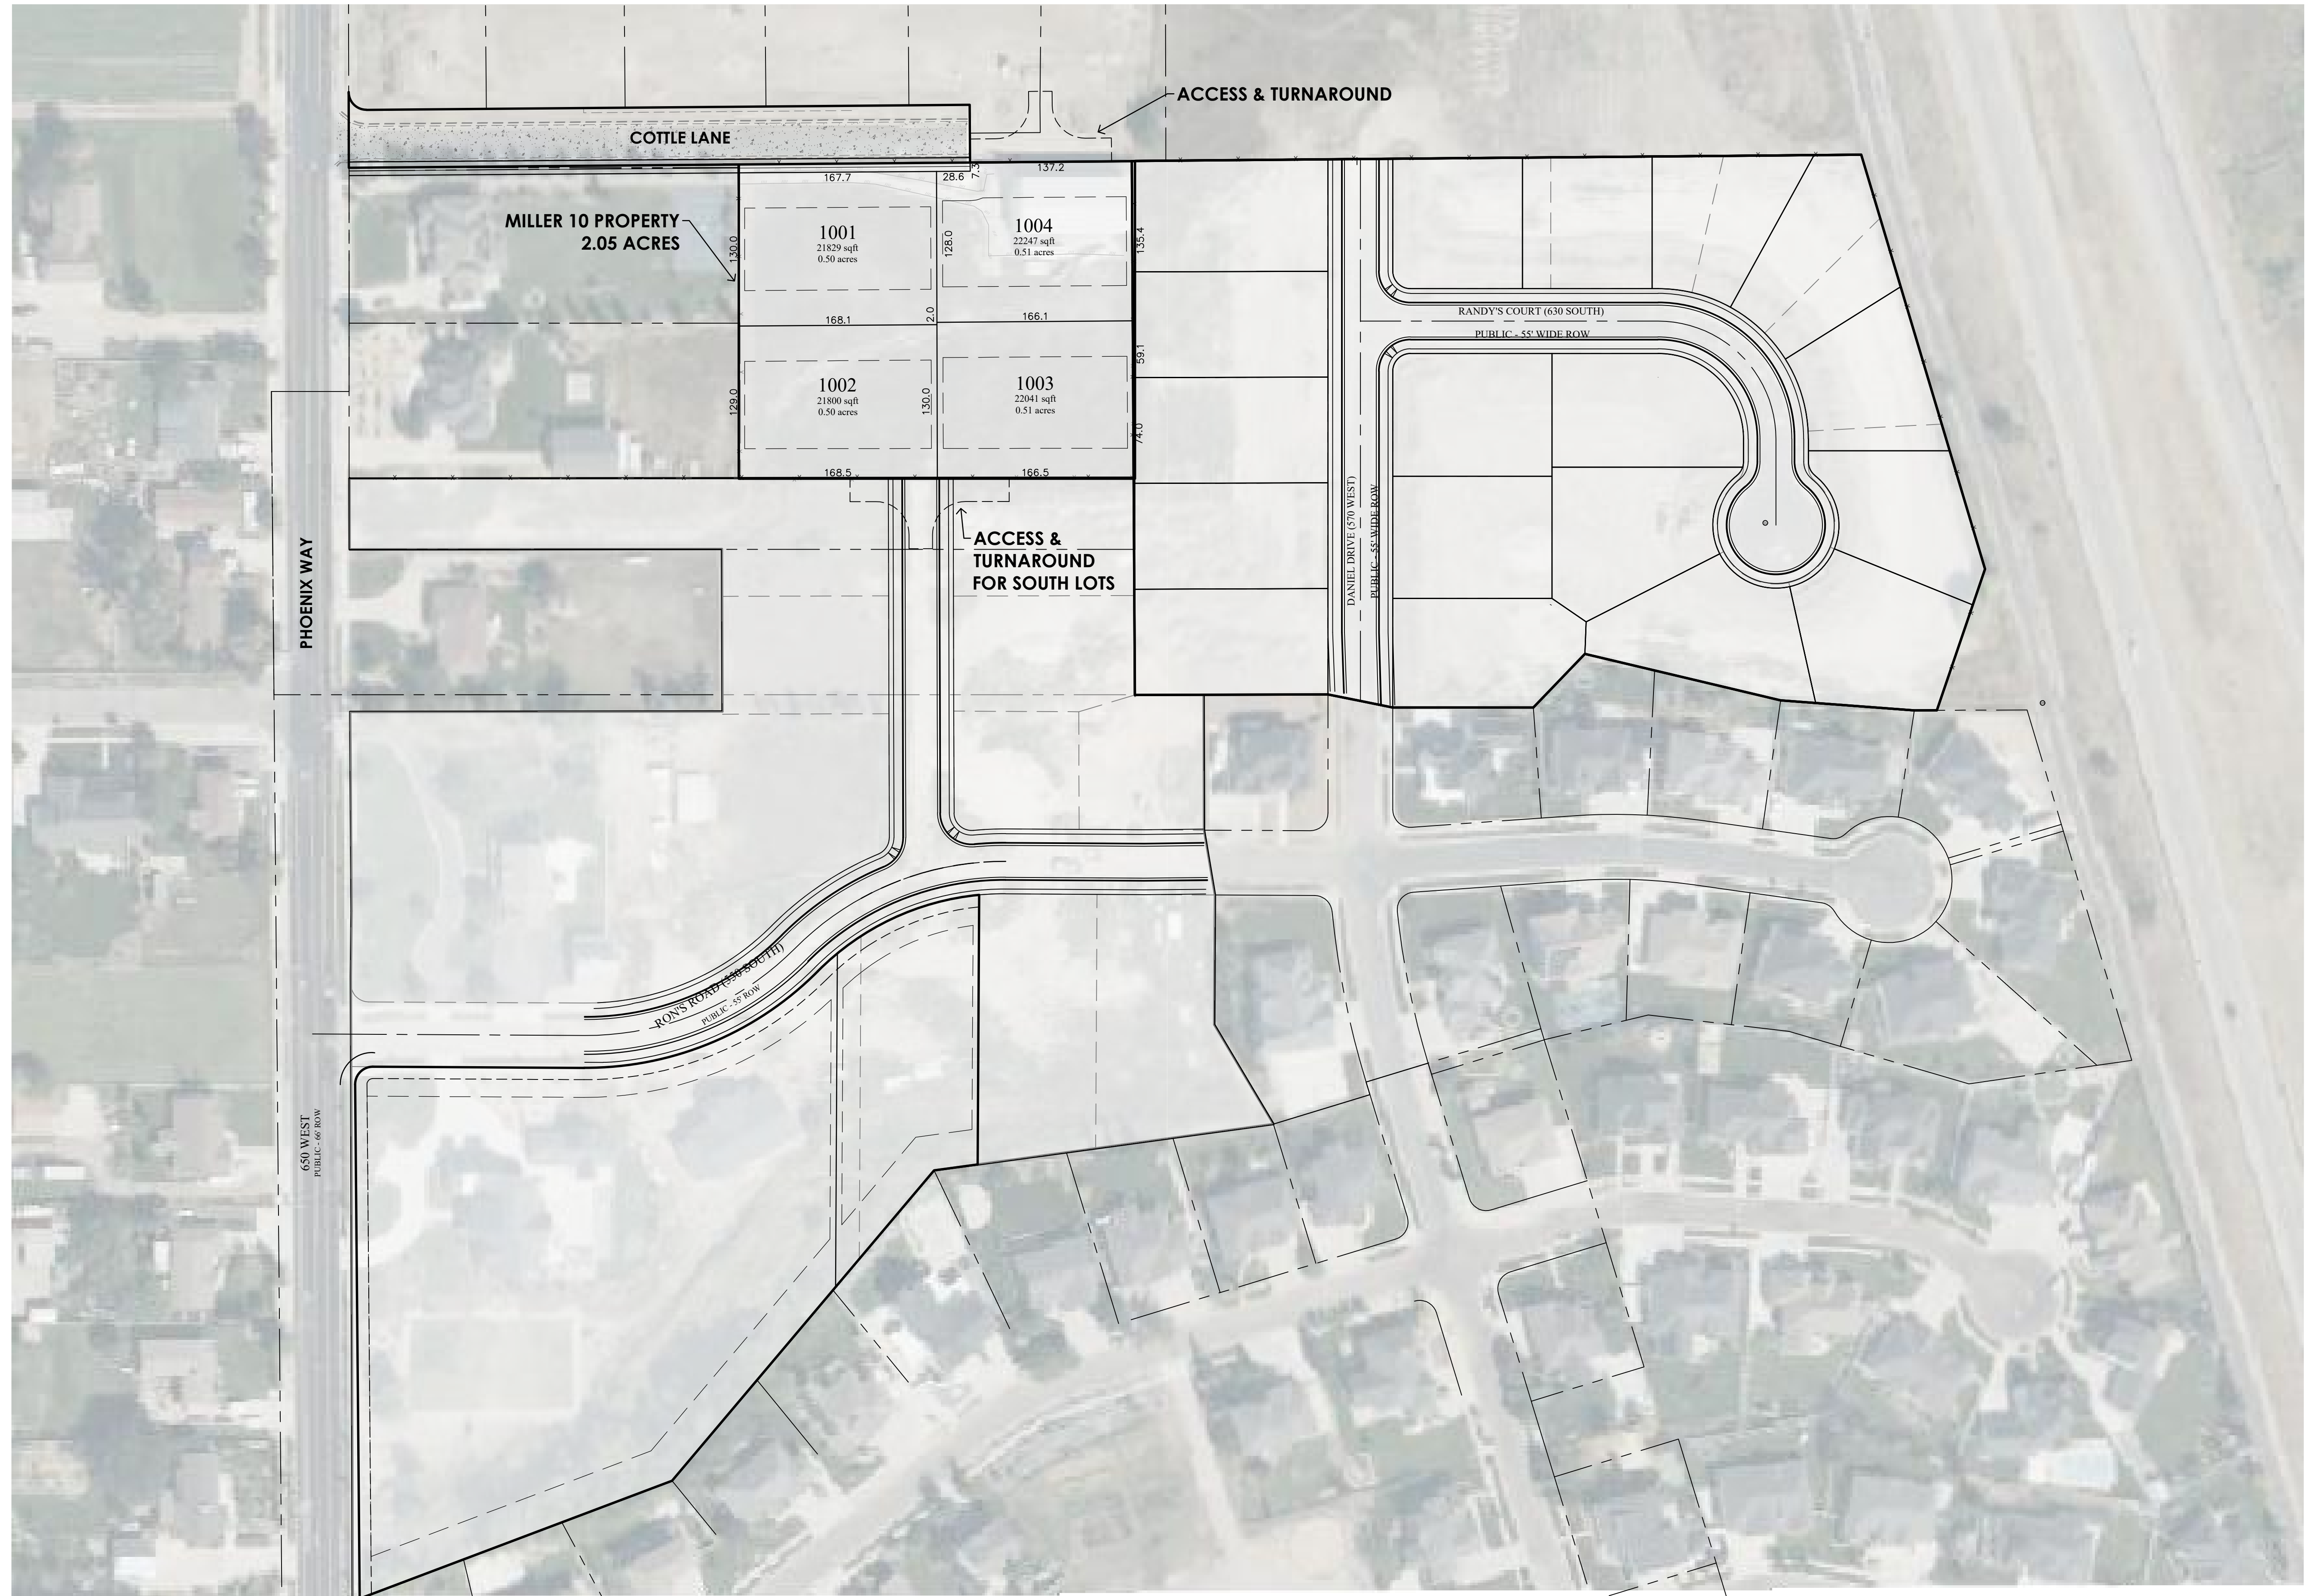 ACCESS & TURNAROUND
COTTLE LANE
167.7
28.6
7.3
137.2
MILLER 10 PROPERTY
2.05 ACRES
130.0
1001
21829 sqft
0.50 acres
128.0
1004
22247 sqft
0.51 acres
135.4
168.1
2.0
166.1
59.1
129.0
1002
21800 sqft
0.50 acres
130.0
1003
22041 sqft
0.51 acres
74.0
168.5
166.5
RANDY'S COURT (630 SOUTH)
PUBLIC - 55' WIDE ROW
DANIEL DRIVE (570 WEST)
PUBLIC - 55' WIDE ROW
ACCESS &
TURNAROUND
FOR SOUTH LOTS
PHOENIX WAY
RON'S ROAD (550 SOUTH)
PUBLIC - 55' ROW
650 WEST
PUBLIC - 66' ROW